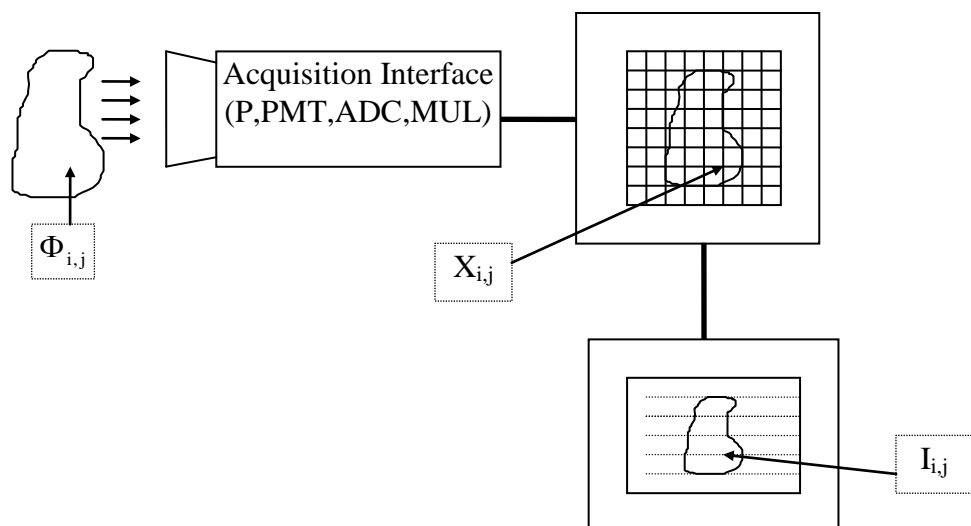 Acquisition Interface
(P,PMT,ADC,MUL)
Φi,j
Xi,j
Ii,j